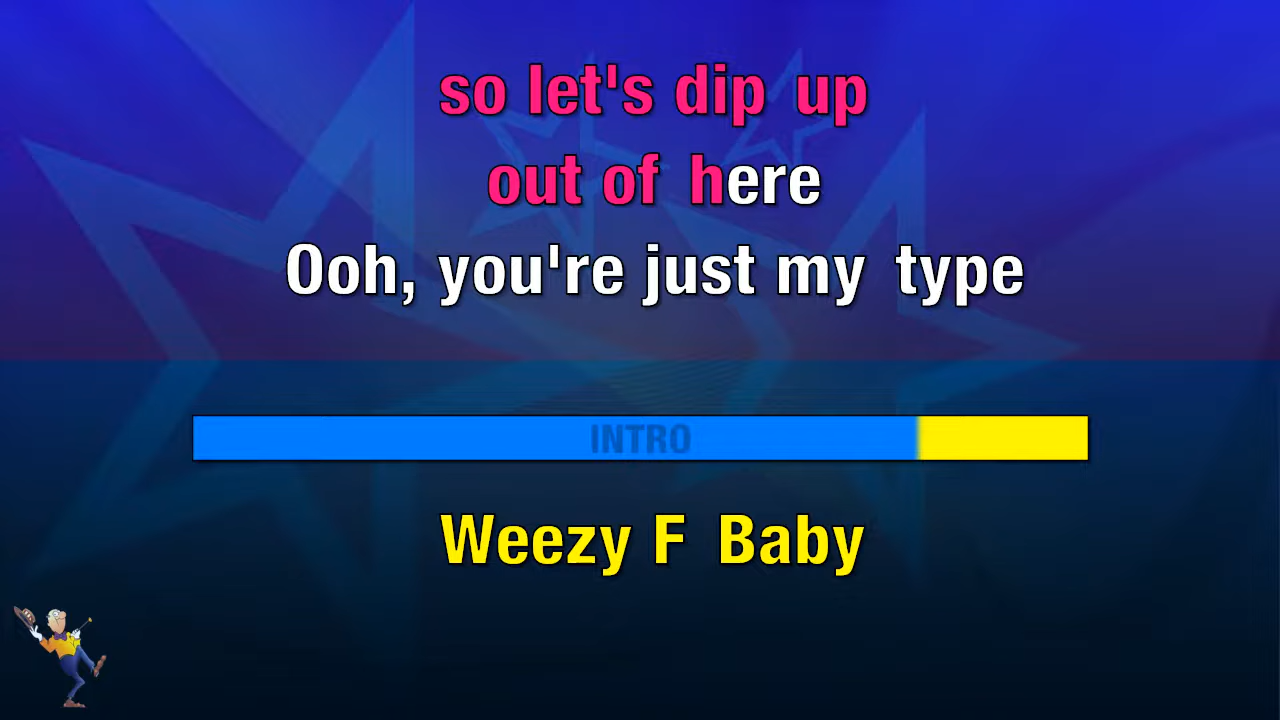 so let's dip up
out of here
Ooh, you're just my type
INTRO
Weezy F Baby